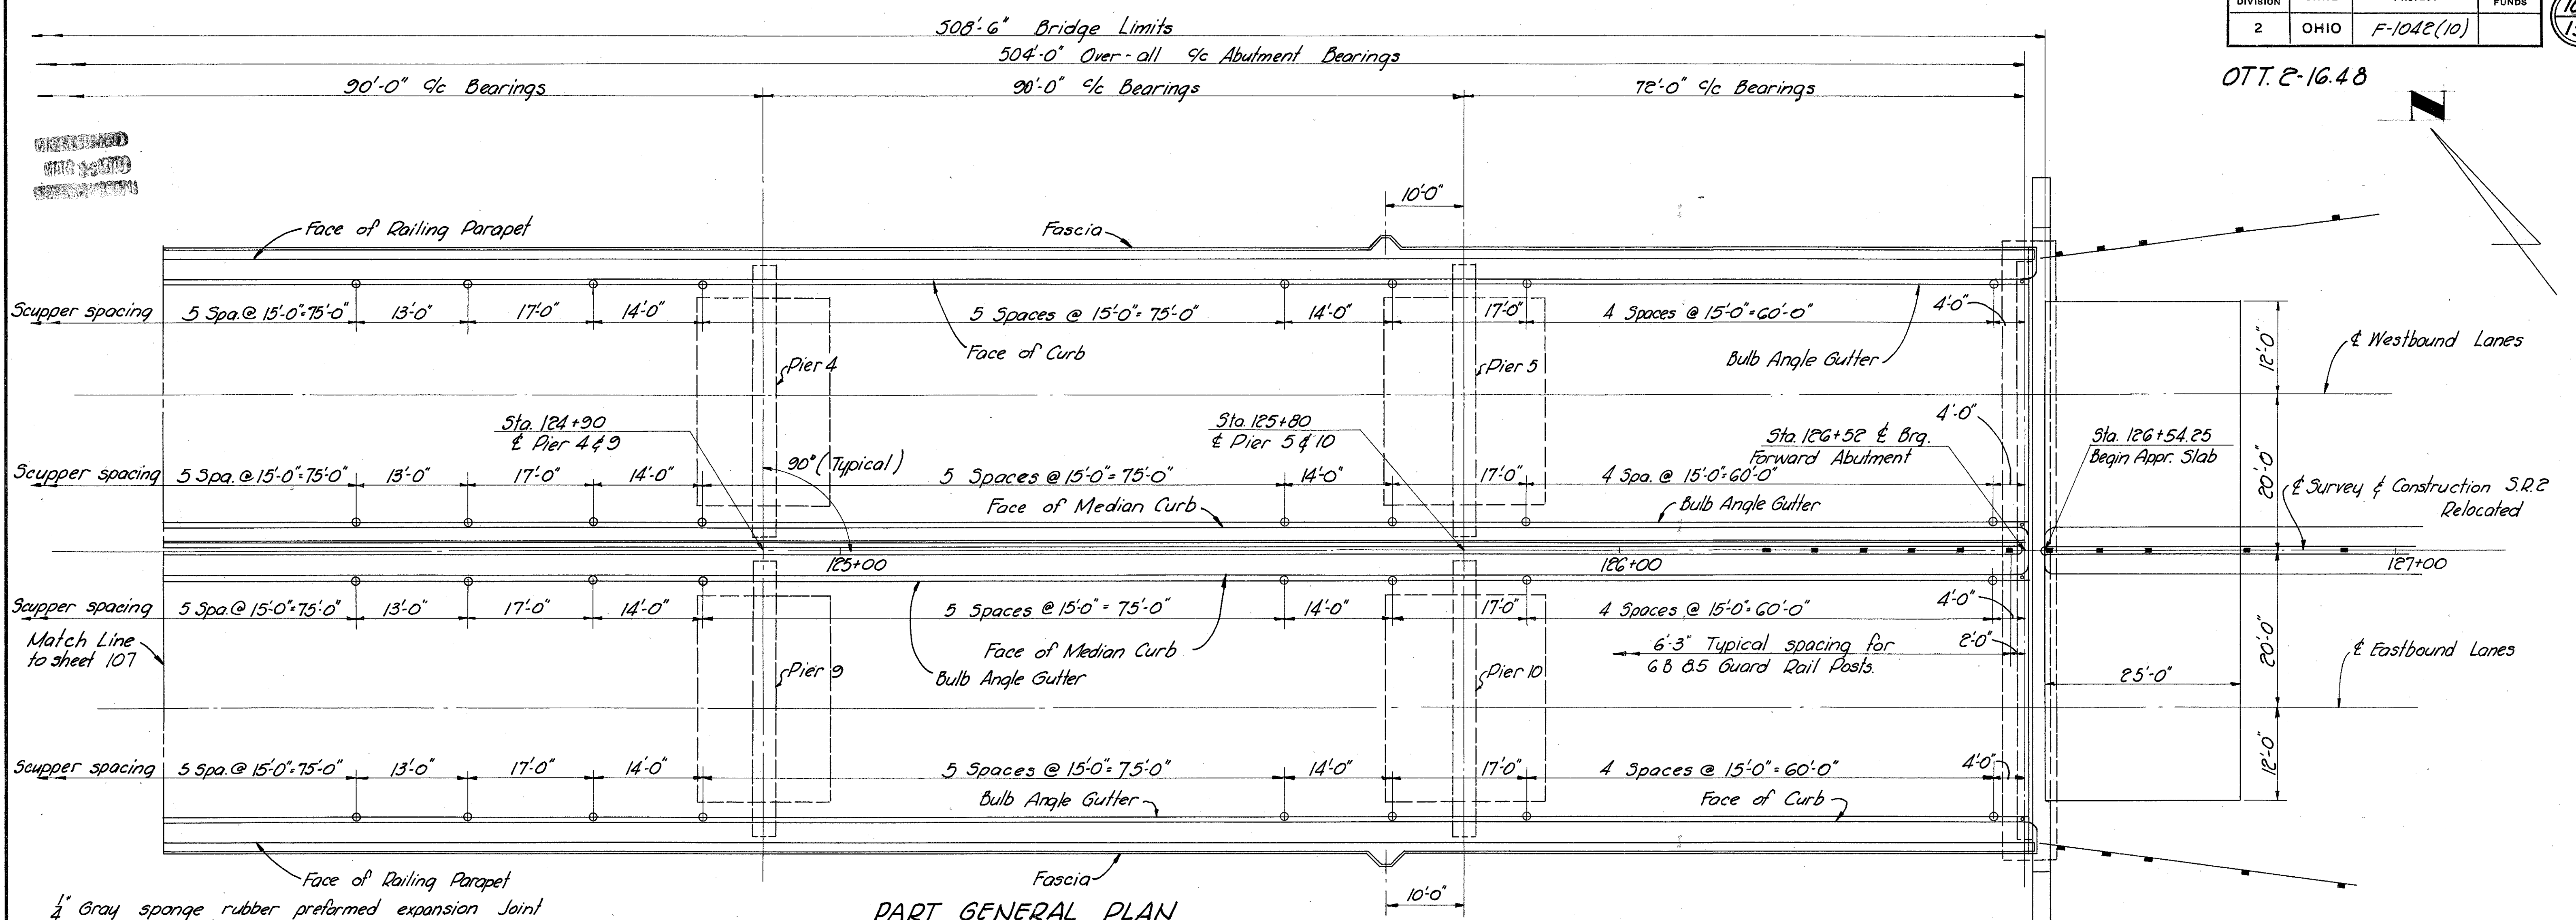 508'-6" Bridge Limits
504'-0" Over-all c/c Abutment Bearings
90'-0" c/c Bearings
90'-0" c/c Bearings
72'-0" c/c Bearings
DIVISION
FUNDS
2 OHIO F-1042(10)
OTT. 2-16.48
N
10'-0"
Face of Railing Parapet
Fascia
Scupper spacing
5 Spa. @ 15'-0"=75'-0"
13'-0"
17'-0"
14'-0"
5 Spaces @ 15'-0"= 75'-0"
14'-0"
17'-0"
4 Spaces @ 15'-0"=60'-0"
4'-0"
Face of Curb
Bulb Angle Gutter
Pier 4
Pier 5
12'-0"
℄ Westbound Lanes
Sta. 124+90
℄ Pier 4 & 9
90° (Typical)
Sta. 125+80
℄ Pier 5 & 10
Sta. 126+52 ℄ Brg.
Forward Abutment
4'-0"
Sta. 126+54.25
Begin Appr. Slab
20'-0"
Scupper spacing
5 Spa. @ 15'-0"=75'-0"
13'-0"
17'-0"
14'-0"
5 Spaces @ 15'-0" = 75'-0"
14'-0"
17'-0"
4 Spa. @ 15'-0"=60'-0"
Face of Median Curb
Bulb Angle Gutter
℄ Survey & Construction S.R.2
Relocated
125+00
126+00
127+00
Scupper spacing
5 Spa. @ 15'-0"=75'-0"
13'-0"
17'-0"
14'-0"
5 Spaces @ 15'-0" = 75'-0"
14'-0"
17'-0"
4 Spaces @ 15'-0"=60'-0"
4'-0"
Match Line
to sheet 107
Face of Median Curb
Bulb Angle Gutter
Pier 9
Pier 10
6'-3" Typical spacing for
6 B 8.5 Guard Rail Posts.
2'-0"
20'-0"
℄ Eastbound Lanes
25'-0"
Scupper spacing
5 Spa. @ 15'-0"=75'-0"
13'-0"
17'-0"
14'-0"
5 Spaces @ 15'-0"=75'-0"
14'-0"
17'-0"
4 Spaces @ 15'-0"=60'-0"
4'-0"
12'-0"
Bulb Angle Gutter
Face of Curb
Face of Railing Parapet
Fascia
10'-0"
1/4" Gray sponge rubber preformed expansion Joint
PART GENERAL PLAN